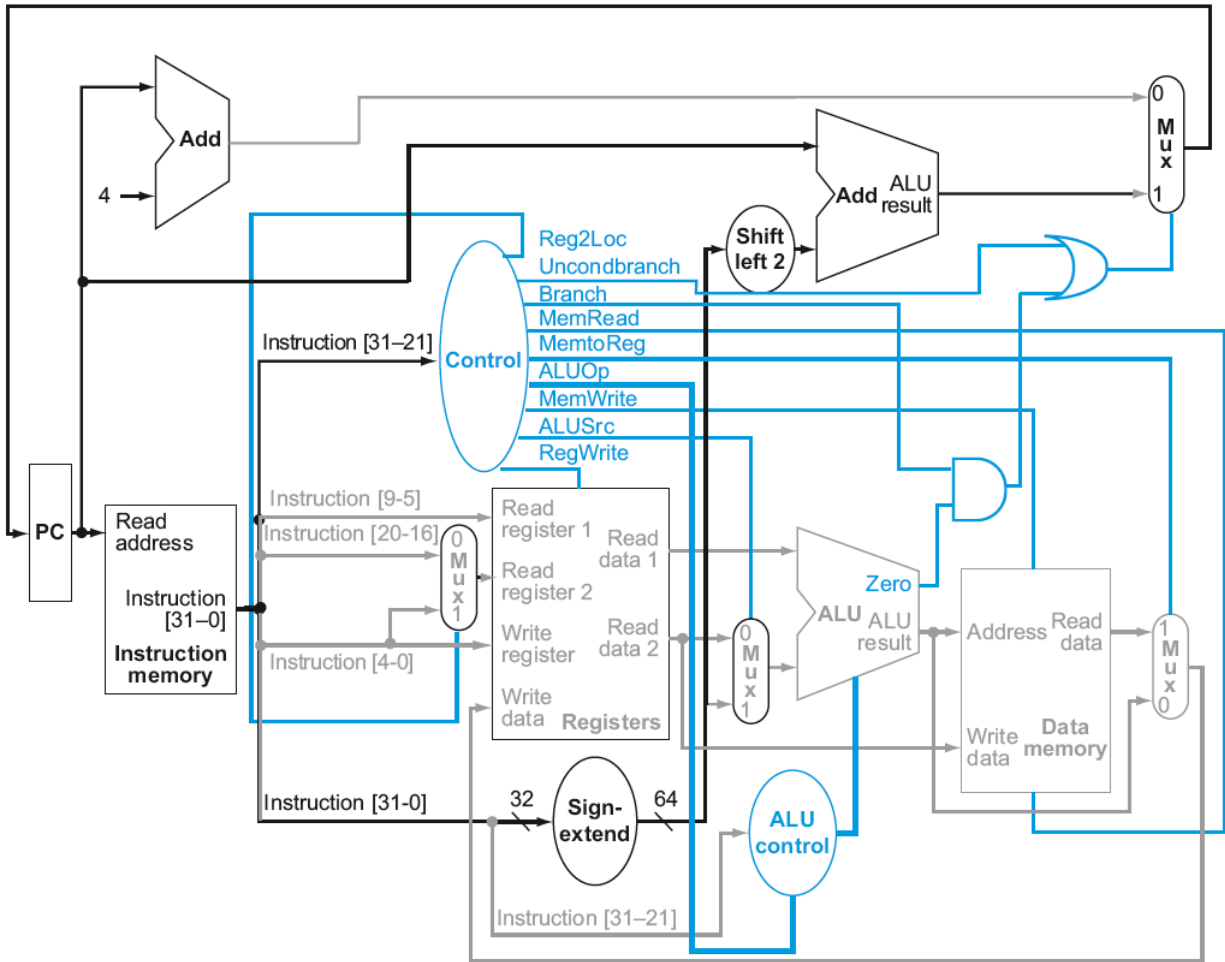 Add
4
0
M
u
x
1
Add
ALU
result
Shift
left 2
Reg2Loc
Uncondbranch
Branch
MemRead
MemtoReg
ALUOp
MemWrite
ALUSrc
RegWrite
Control
Instruction [31–21]
PC
Read
address
Instruction
[31–0]
Instruction
memory
Instruction [9-5]
Instruction [20-16]
Instruction [4-0]
0
M
u
x
1
Read
register 1
Read
register 2
Write
register
Write
data
Read
data 1
Read
data 2
Registers
0
M
u
x
1
Zero
ALU
ALU
result
Address
Read
data
Write
data
Data
memory
1
M
u
x
0
Instruction [31-0]
32
Sign-
extend
64
ALU
control
Instruction [31–21]